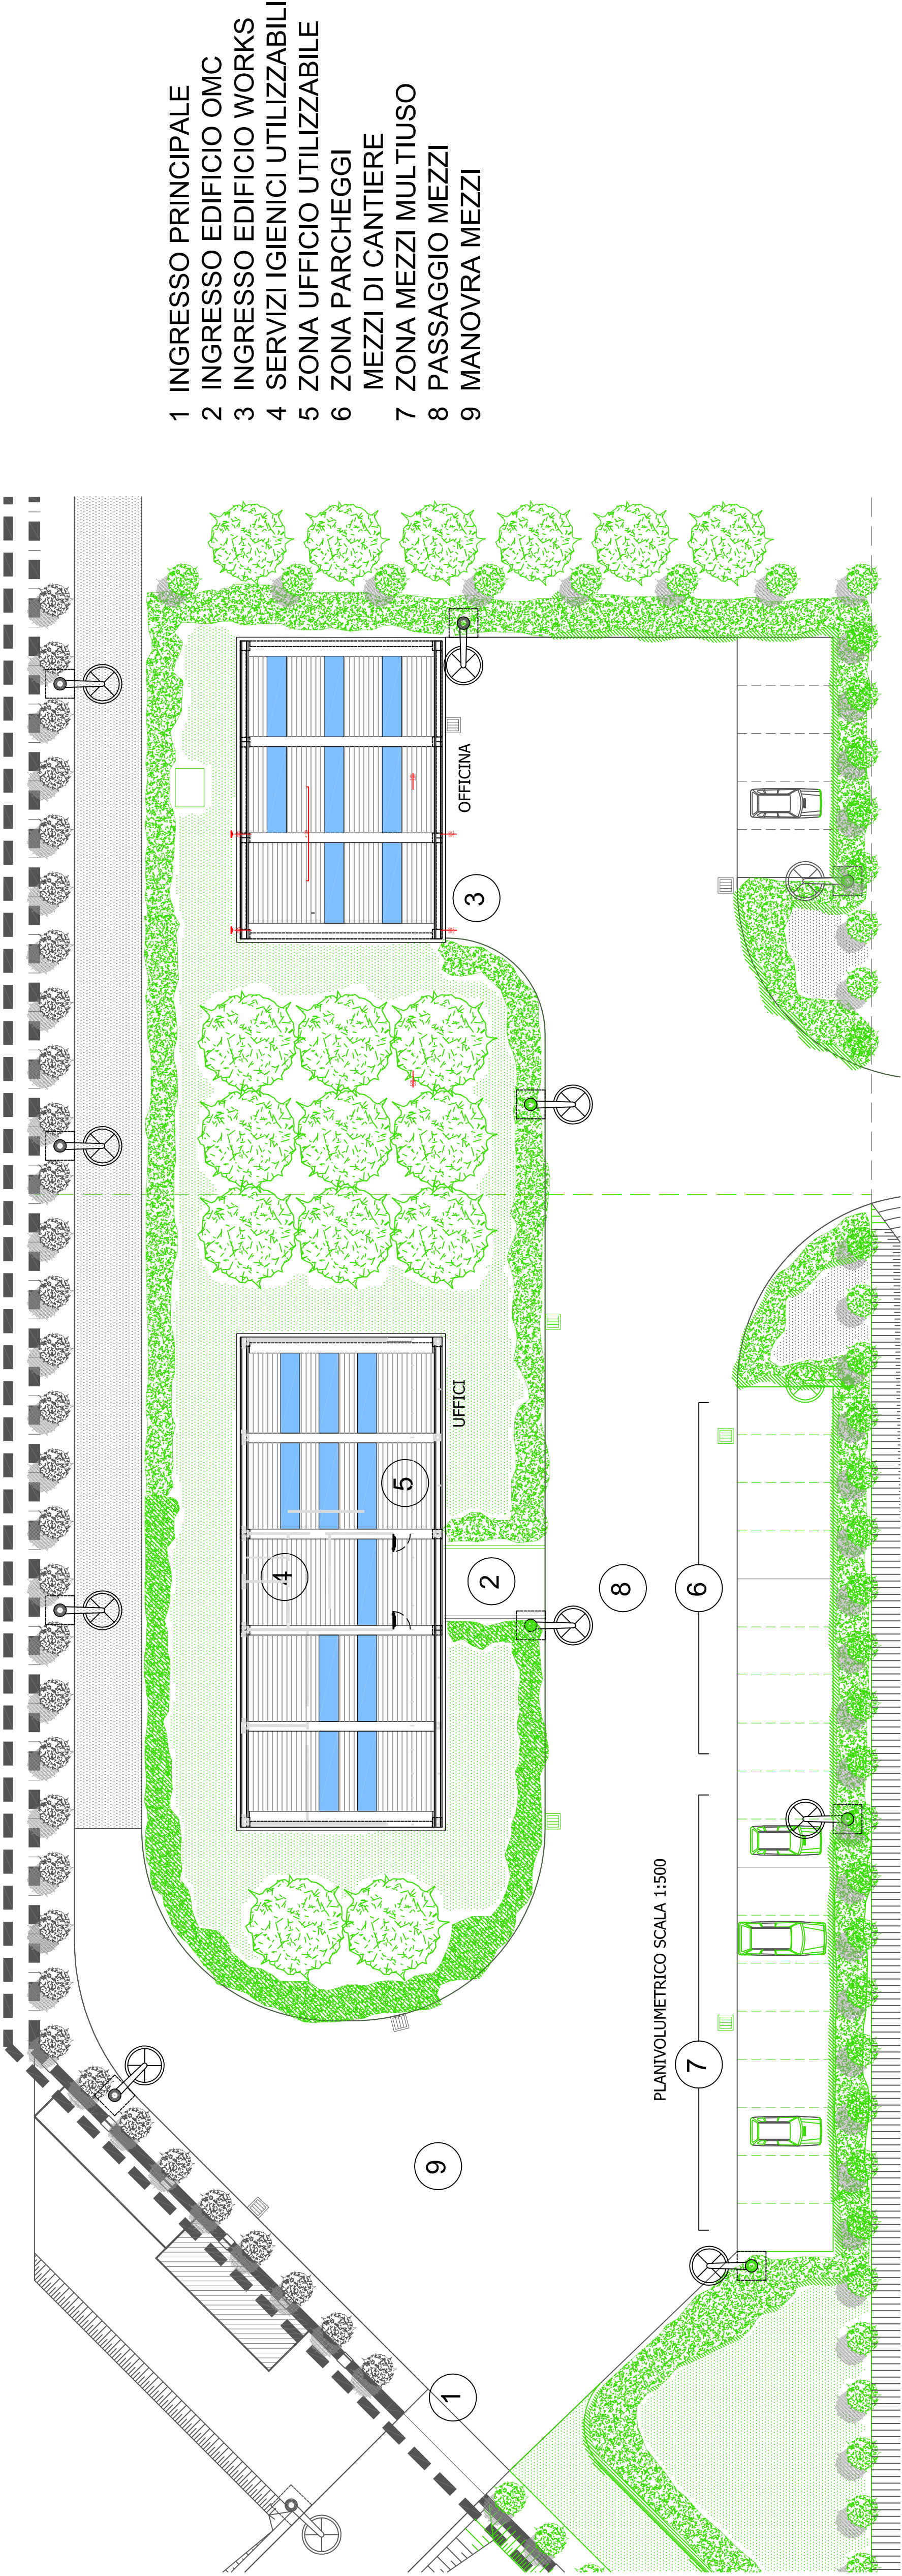 1 INGRESSO PRINCIPALE
2 INGRESSO EDIFICIO OMC
3 INGRESSO EDIFICIO WORKS
4 SERVIZI IGIENICI UTILIZZABILI
5 ZONA UFFICIO UTILIZZABILE
6 ZONA PARCHEGGI
MEZZI DI CANTIERE
7 ZONA MEZZI MULTIUSO
8 PASSAGGIO MEZZI
9 MANOVRA MEZZI
OFFICINA
3
UFFICI
5
4
2
8
6
PLANIVOLUMETRICO SCALA 1:500
7
9
1